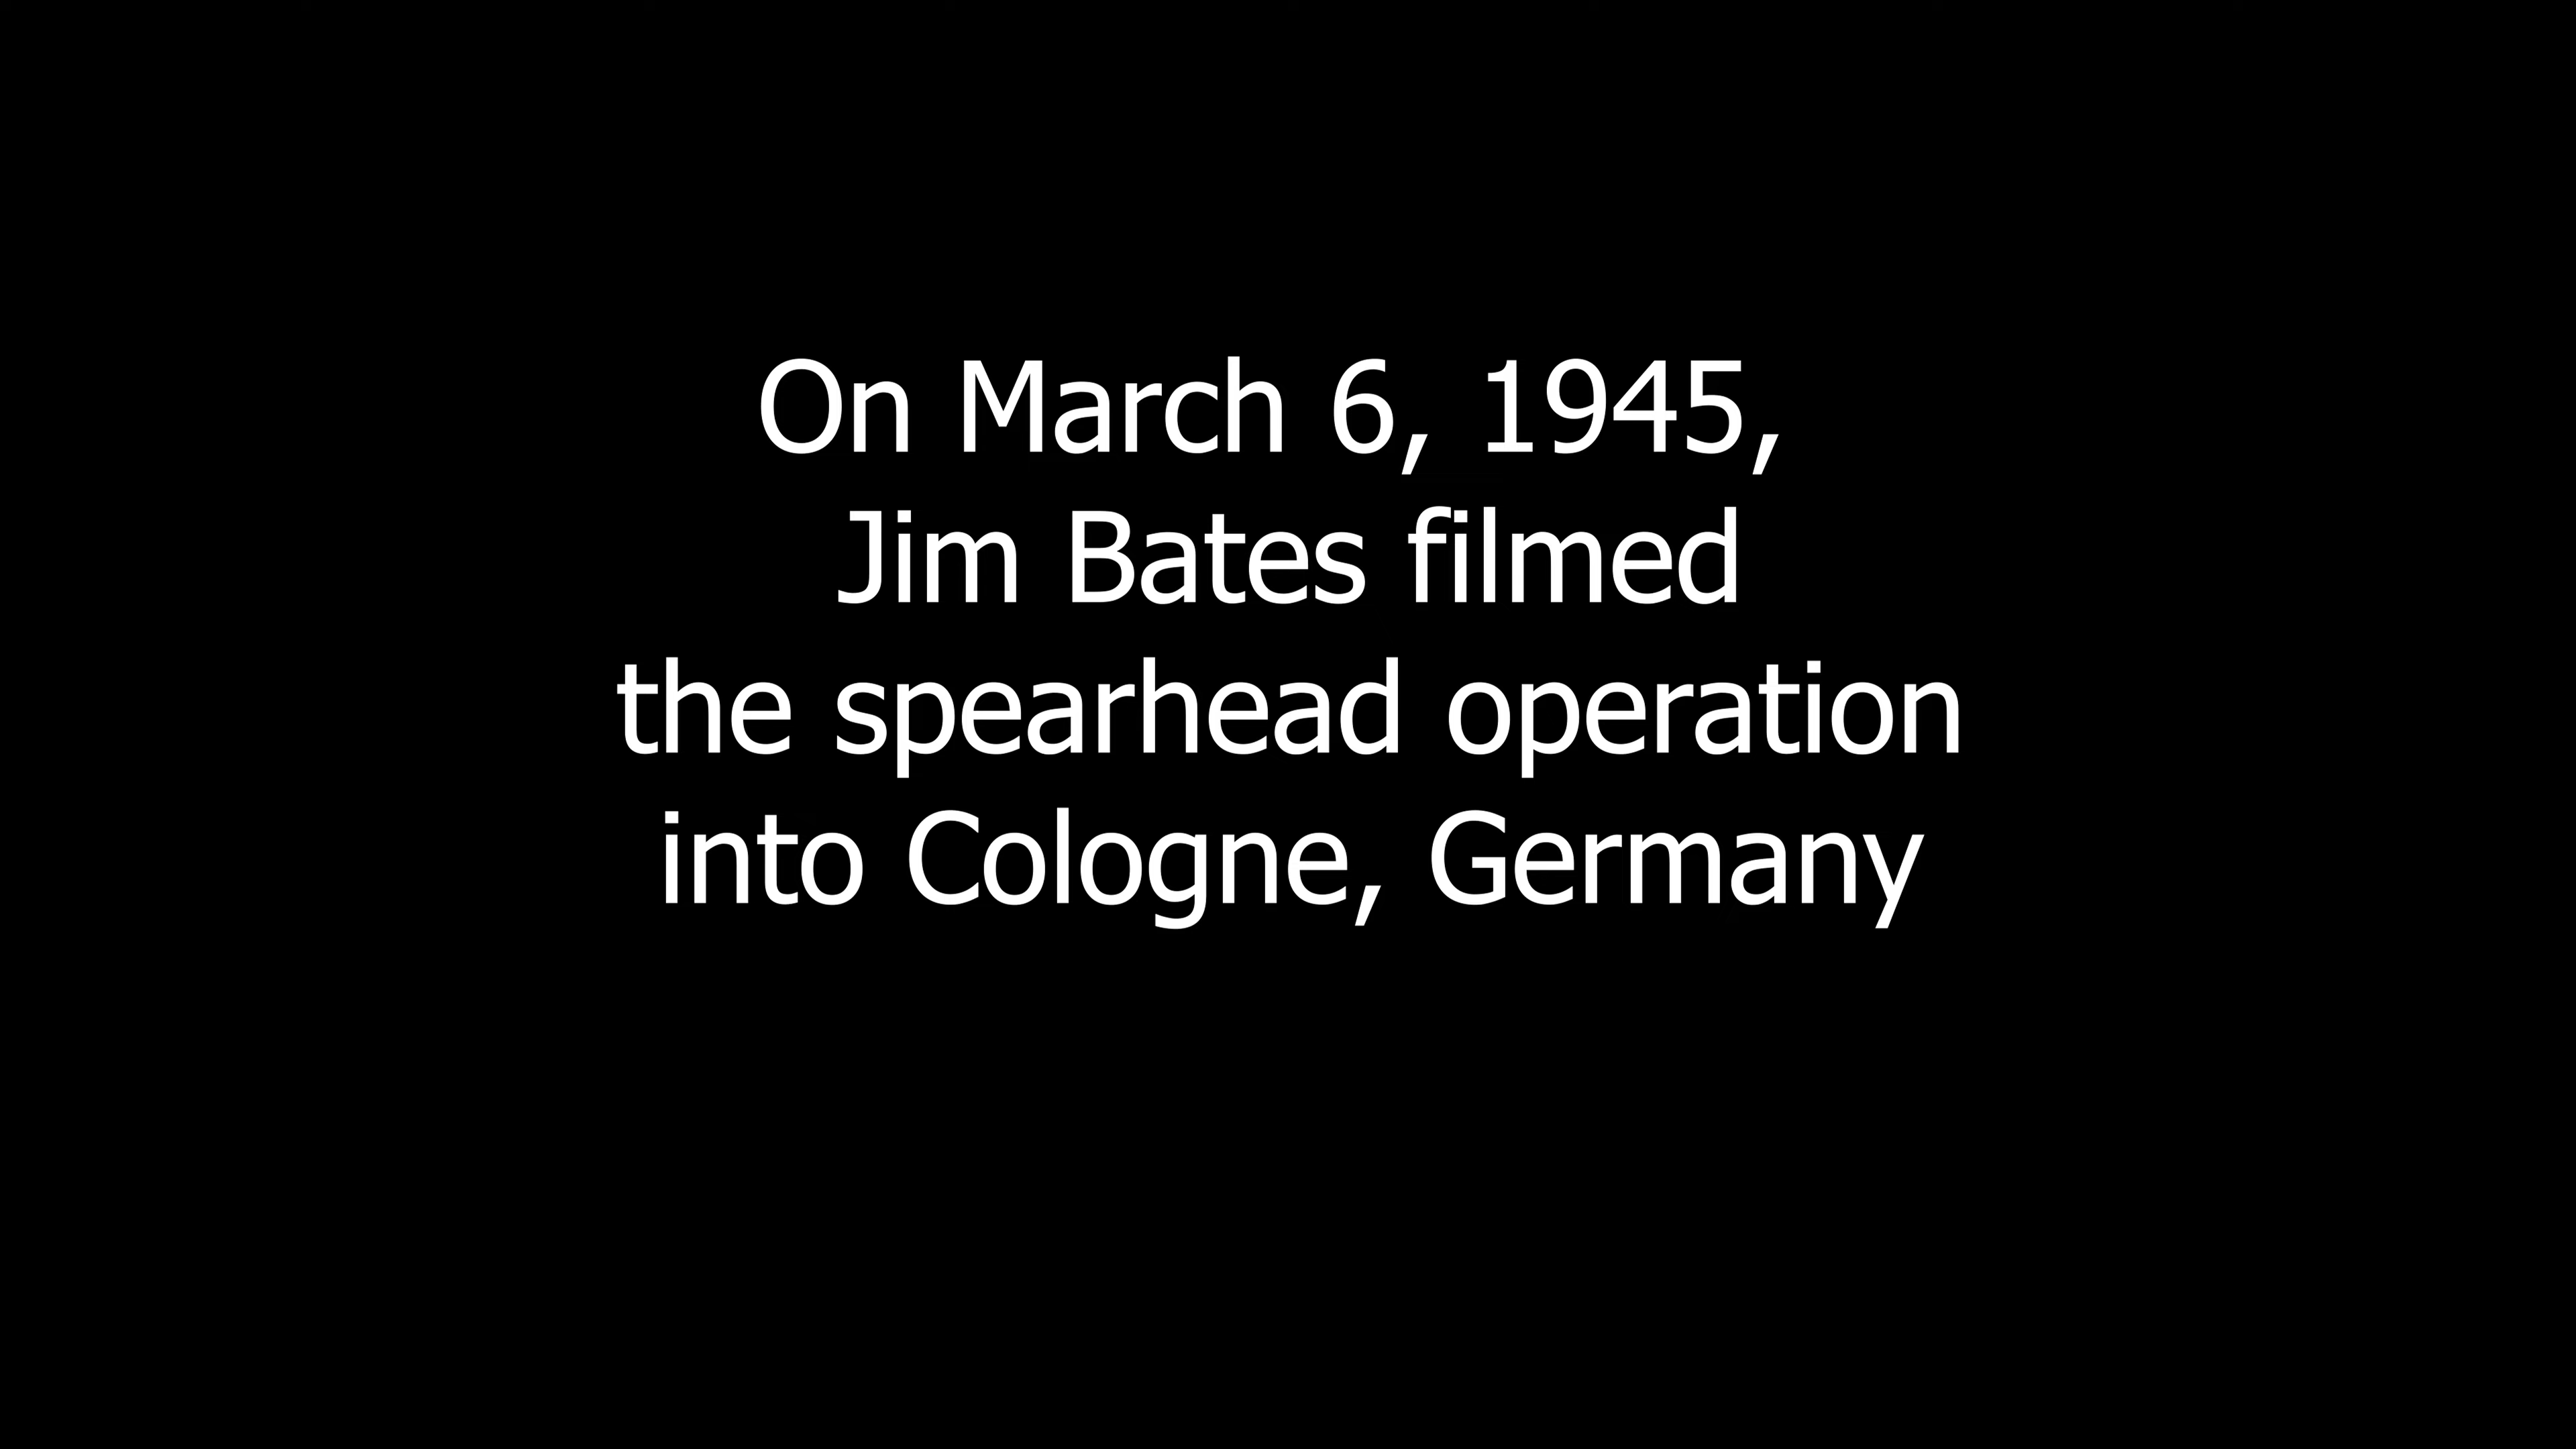 On March 6, 1945,
Jim Bates filmed
the spearhead operation
into Cologne, Germany